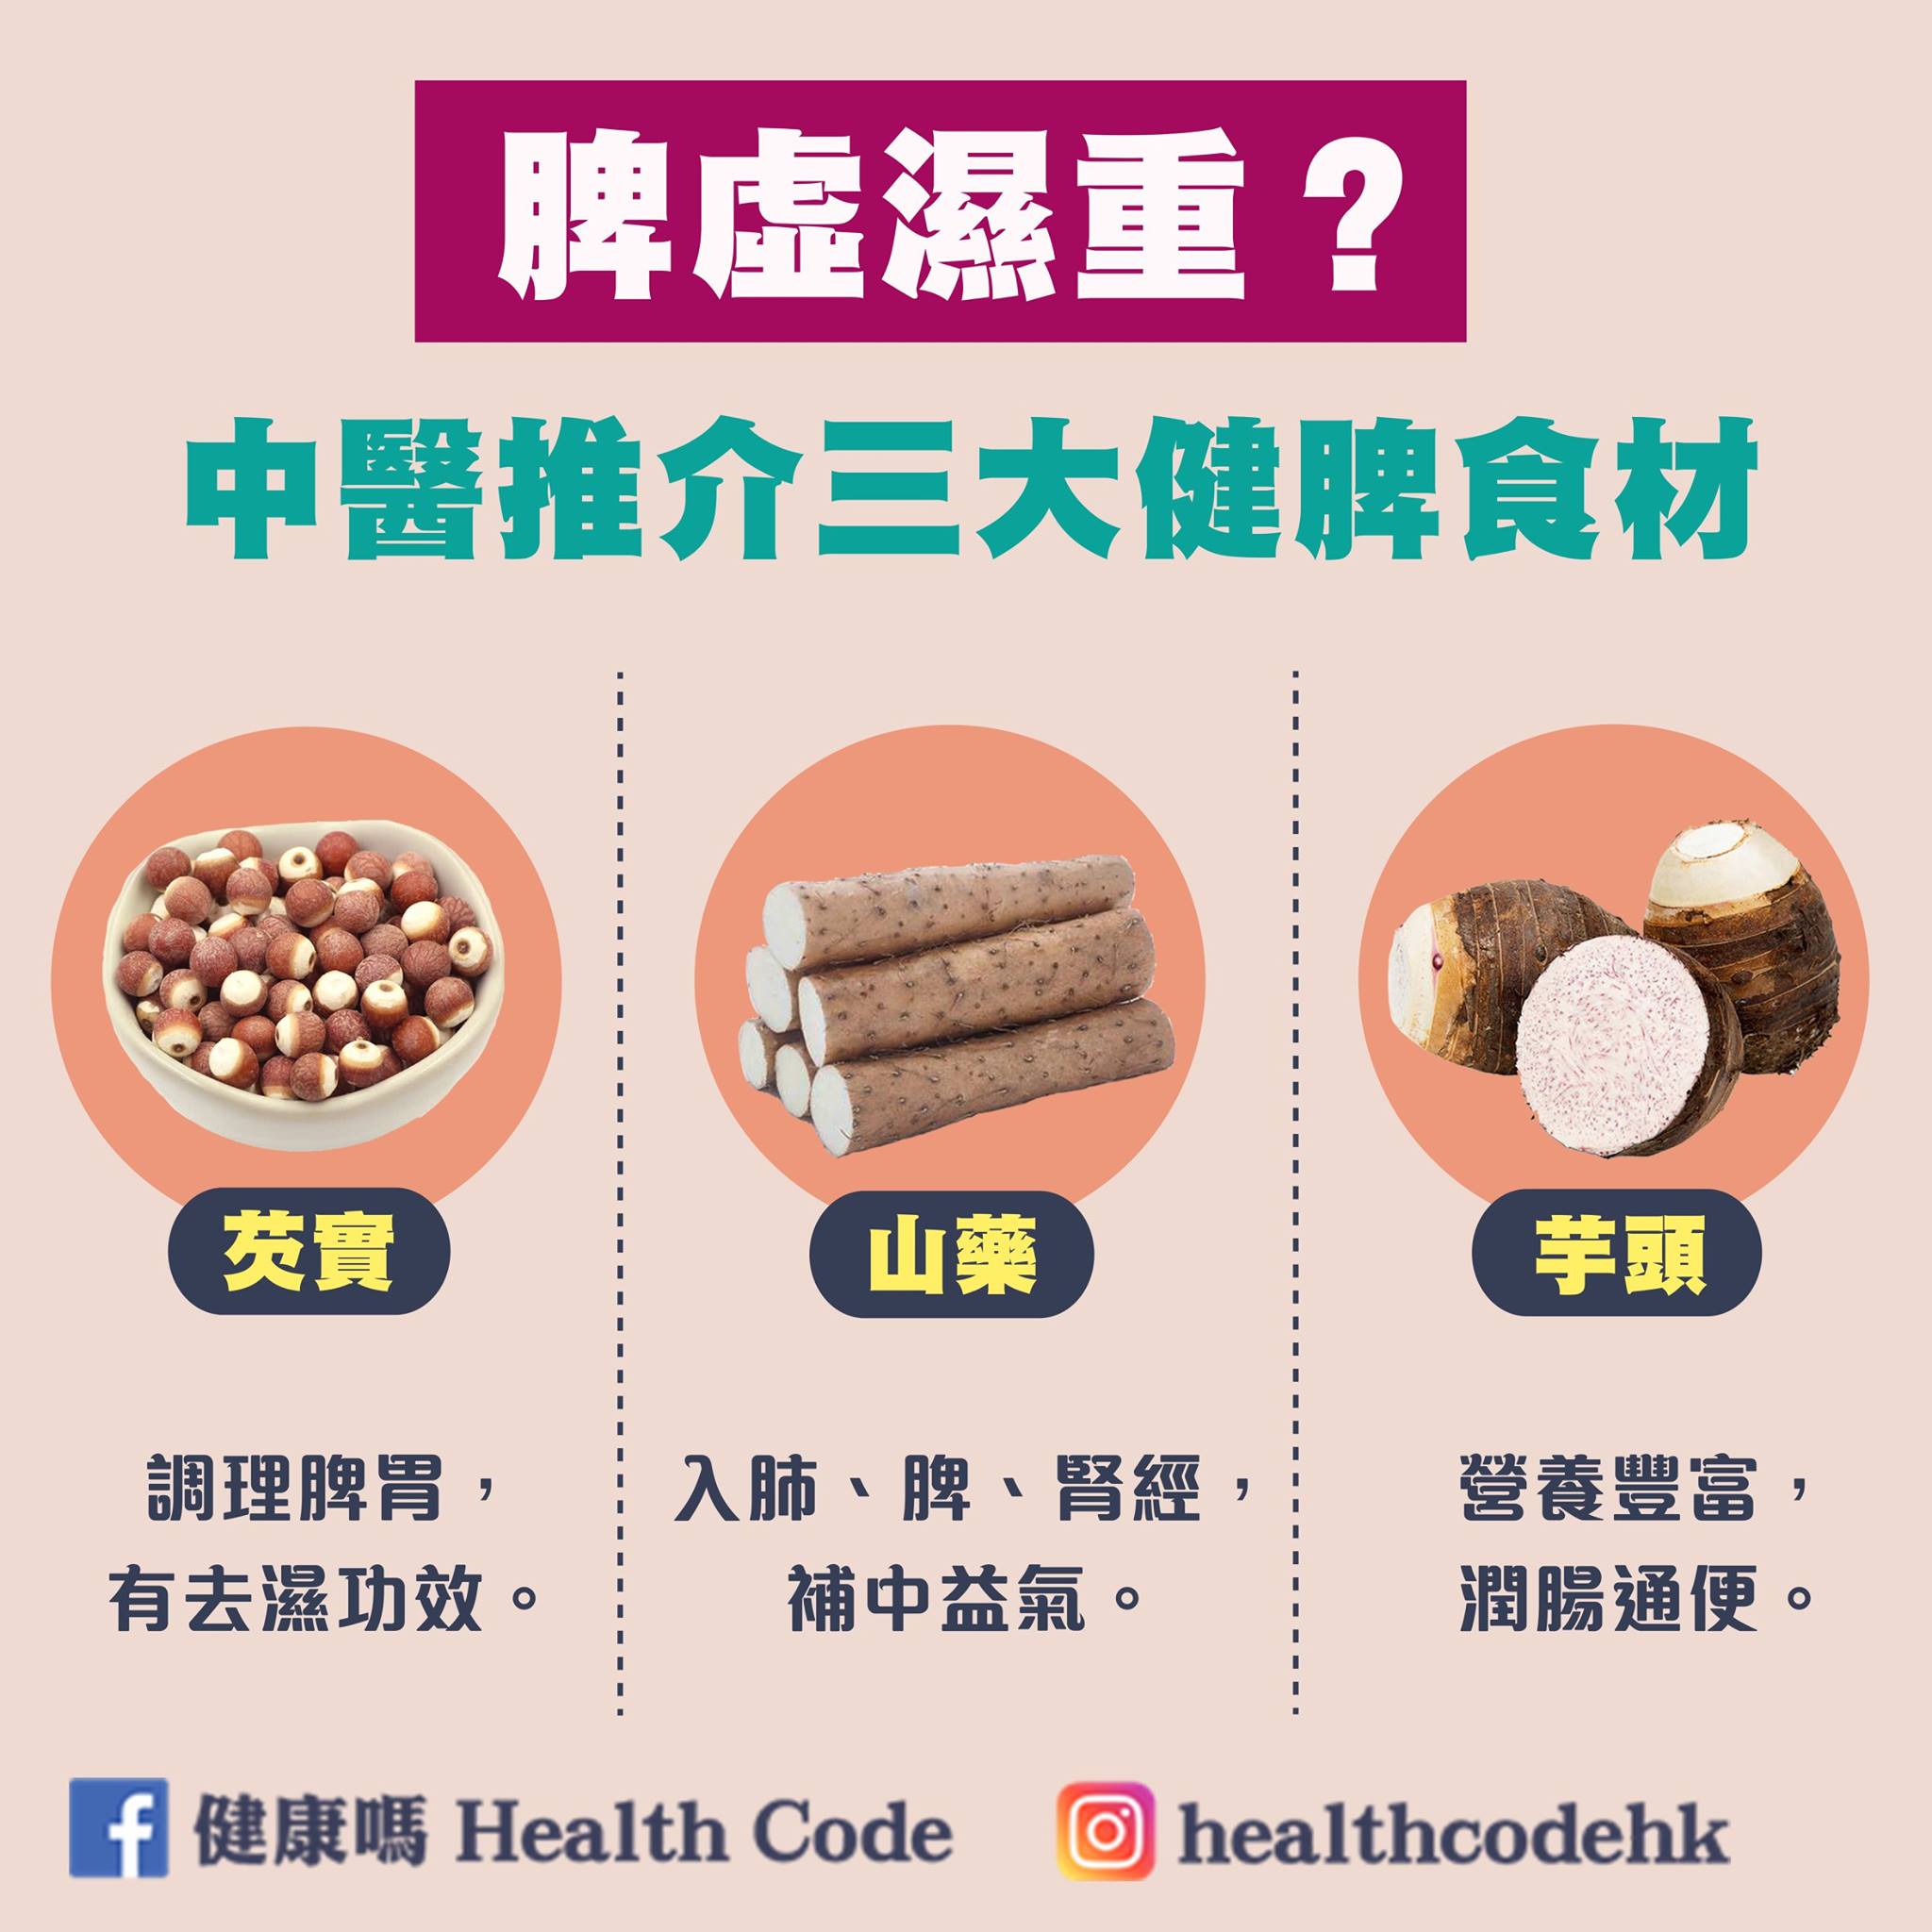 脾虛濕重？
中醫推介三大健脾食材
芡實
調理脾胃，
有去濕功效。
山藥
入肺、脾、腎經，
補中益氣。
芋頭
營養豐富，
潤腸通便。
健康嗎 Health Code
healthcodehk